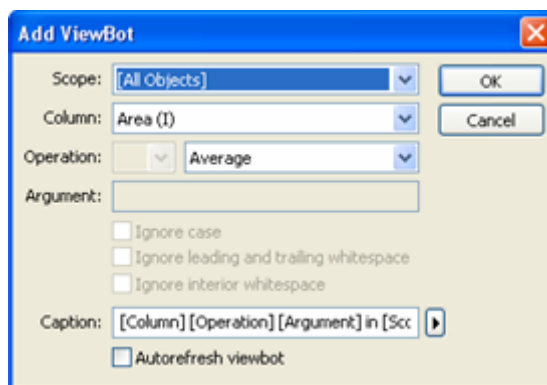 Add ViewBot
Scope: [All Objects] OK
Column: Area (I) Cancel
Operation: Average
Argument:
Ignore case
Ignore leading and trailing whitespace
Ignore interior whitespace
Caption: [Column] [Operation] [Argument] in [Scc
Autorefresh viewbot